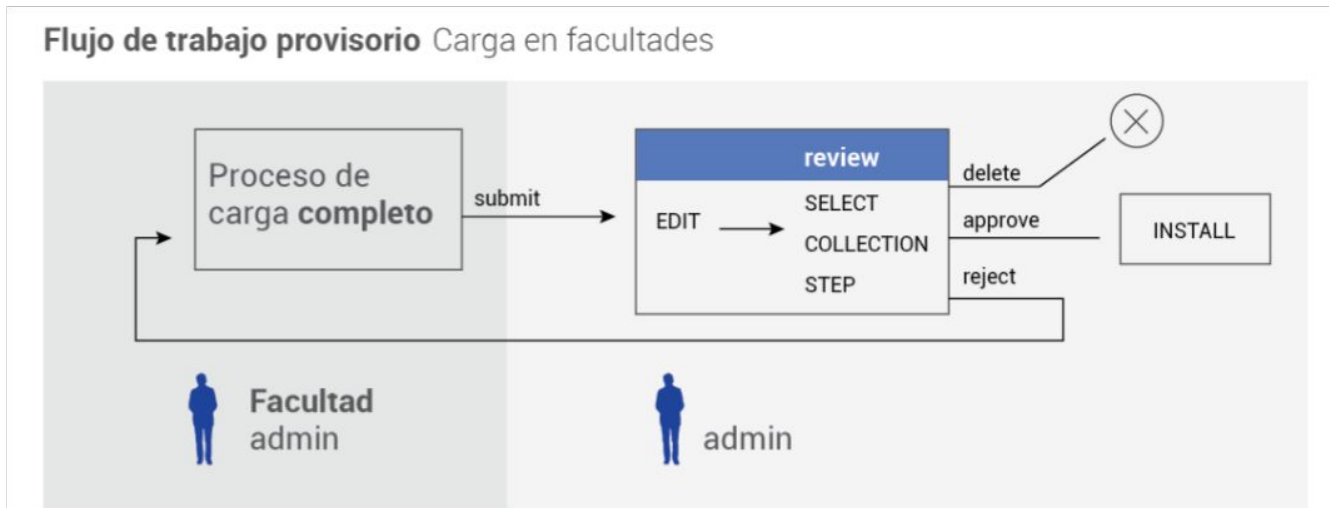 Flujo de trabajo provisorio Carga en facultades
Proceso de
carga completo
submit
EDIT
review
SELECT
COLLECTION
STEP
delete
approve
reject
INSTALL
Facultad
admin
admin